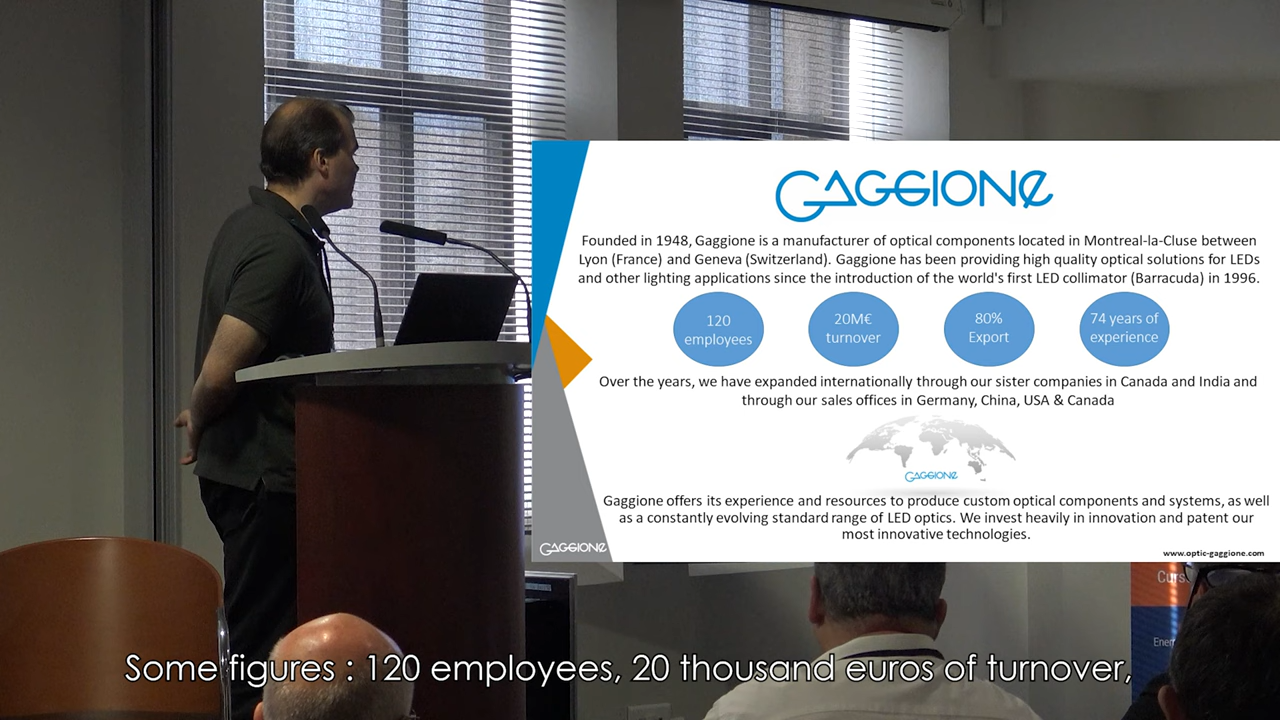 GAGGIONE
Founded in 1948, Gaggione is a manufacturer of optical components located in Montreal-la-Cluse between
Lyon (France) and Geneva (Switzerland). Gaggione has been providing high quality optical solutions for LEDs
and other lighting applications since the introduction of the world's first LED collimator (Barracuda) in 1996.
120
employees
20M€
turnover
80%
Export
74 years of
experience
Over the years, we have expanded internationally through our sister companies in Canada and India and
through our sales offices in Germany, China, USA & Canada
GAGGIONE
Gaggione offers its experience and resources to produce custom optical components and systems, as well
as a constantly evolving standard range of LED optics. We invest heavily in innovation and patent our
most innovative technologies.
GAGGIONE
www.optic-gaggione.com
Some figures : 120 employees, 20 thousand euros of turnover,